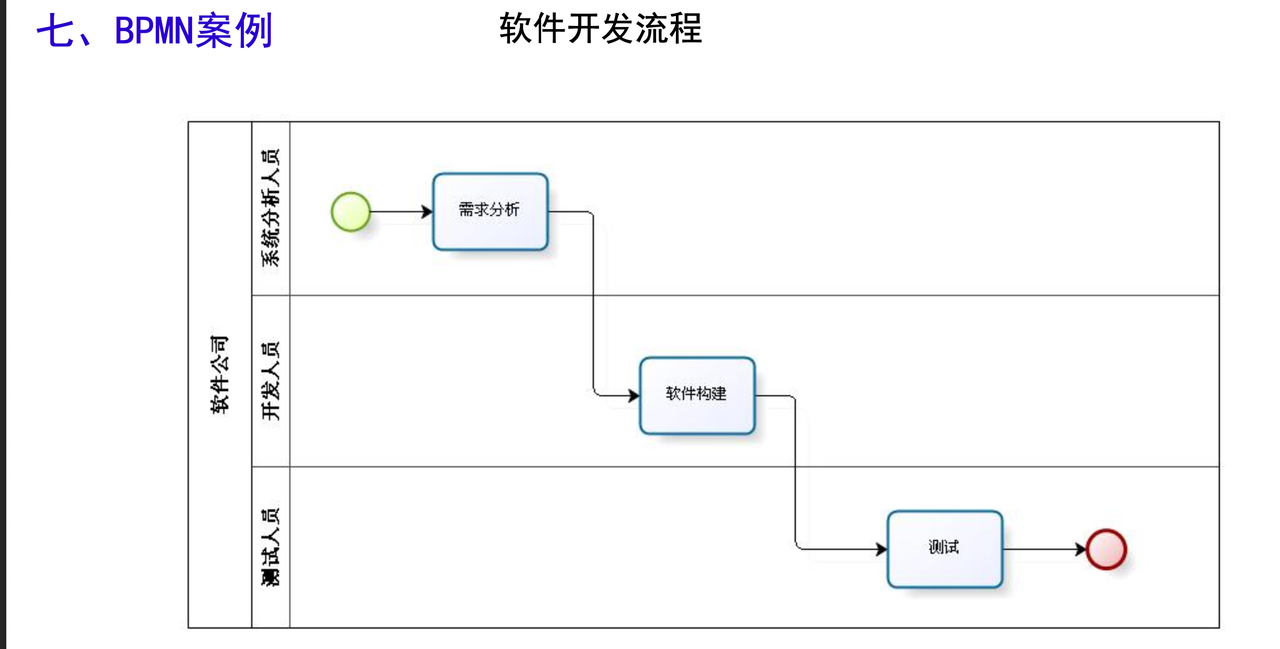 七、BPMN案例
软件开发流程
软件公司
系统分析人员
需求分析
开发人员
软件构建
测试人员
测试